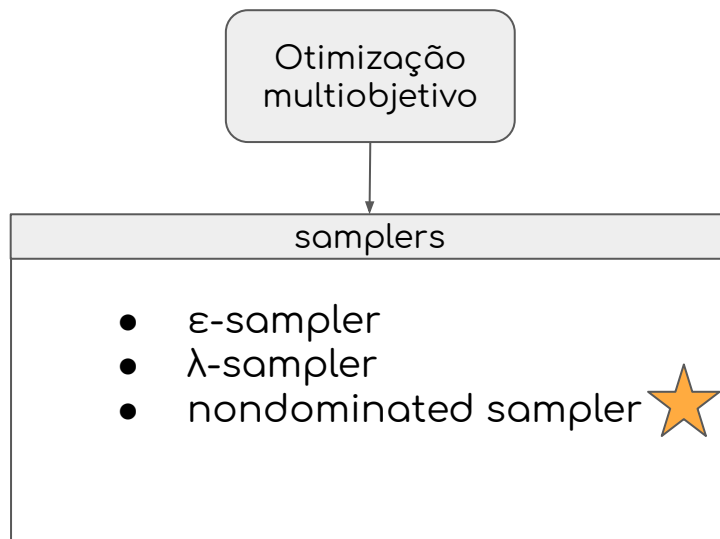 Otimização
multiobjetivo
samplers
● ε-sampler
● λ-sampler
● nondominated sampler